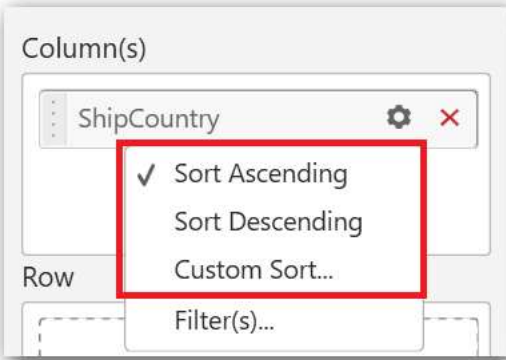 Column(s)
ShipCountry
Sort Ascending
Sort Descending
Custom Sort...
Row
Filter(s)...